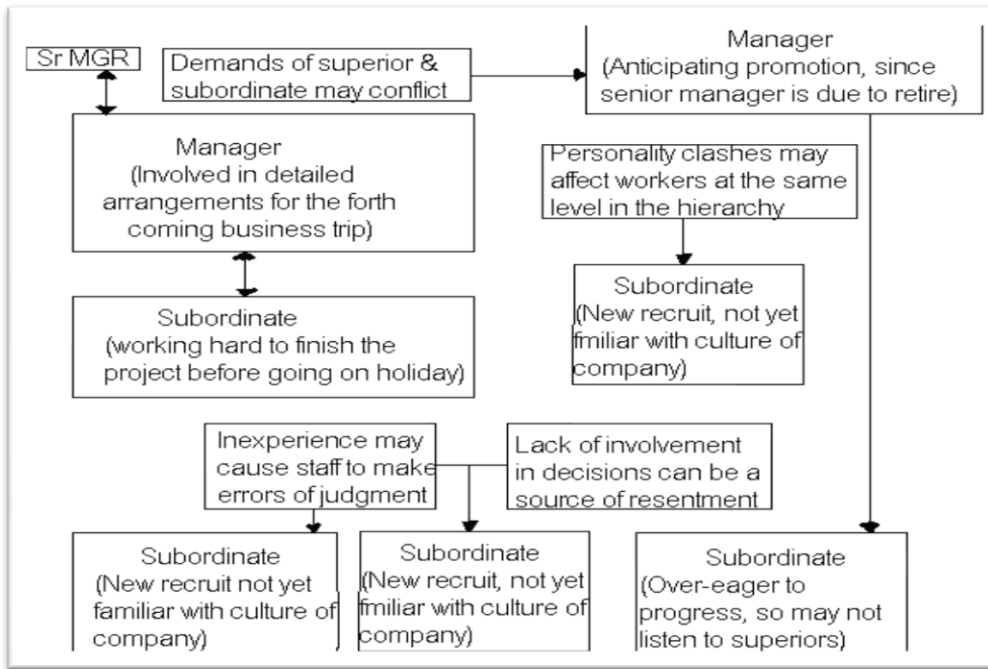 Sr MGR
Demands of superior &
subordinate may conflict
Manager
(Anticipating promotion, since
senior manager is due to retire)
Manager
(Involved in detailed
arrangements for the forth
coming business trip)
Personality clashes may
affect workers at the same
level in the hierarchy
Subordinate
(working hard to finish the
project before going on holiday)
Subordinate
(New recruit, not yet
fmiliar with culture of
company)
Inexperience may
cause staff to make
errors of judgment
Lack of involvement
in decisions can be a
source of resentment
Subordinate
(New recruit not yet
familiar with culture of
company)
Subordinate
(New recruit, not yet
fmiliar with culture of
company)
Subordinate
(Over-eager to
progress, so may not
listen to superiors)